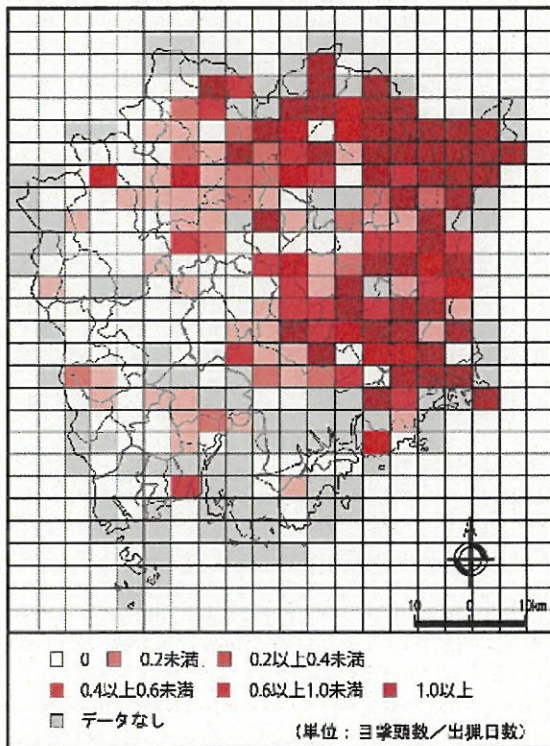 10 0 10km
0 0.2未満 0.2以上0.4未満
0.4以上0.6未満 0.6以上1.0未満 1.0以上
データなし
(単位：目撃頭数／出猟日数)